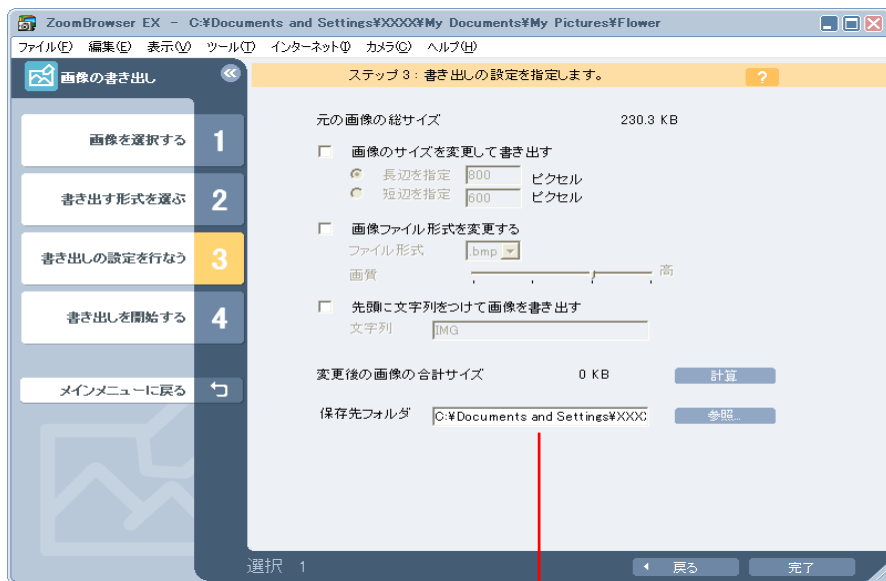 ZoomBrowser EX - C:¥Documents and Settings¥XXXX¥My Documents¥My Pictures¥Flower
ファイル(F) 編集(E) 表示(V) ツール(T) インターネット(I) カメラ(C) ヘルプ(H)
画像の書き出し
ステップ3:書き出しの設定を指定します。
?
画像を選択する 1
書き出す形式を選ぶ 2
書き出しの設定を行なう 3
書き出しを開始する 4
メインメニューに戻る
元の画像の総サイズ 230.3 KB
画像のサイズを変更して書き出す
長辺を指定 800 ピクセル
短辺を指定 600 ピクセル
画像ファイル形式を変更する
ファイル形式 .bmp
画質 高
先頭に文字列をつけて画像を書き出す
文字列 IMG
変更後の画像の合計サイズ 0 KB 計算
保存先フォルダ C:¥Documents and Settings¥XXX 参照...
選択 1
戻る
完了